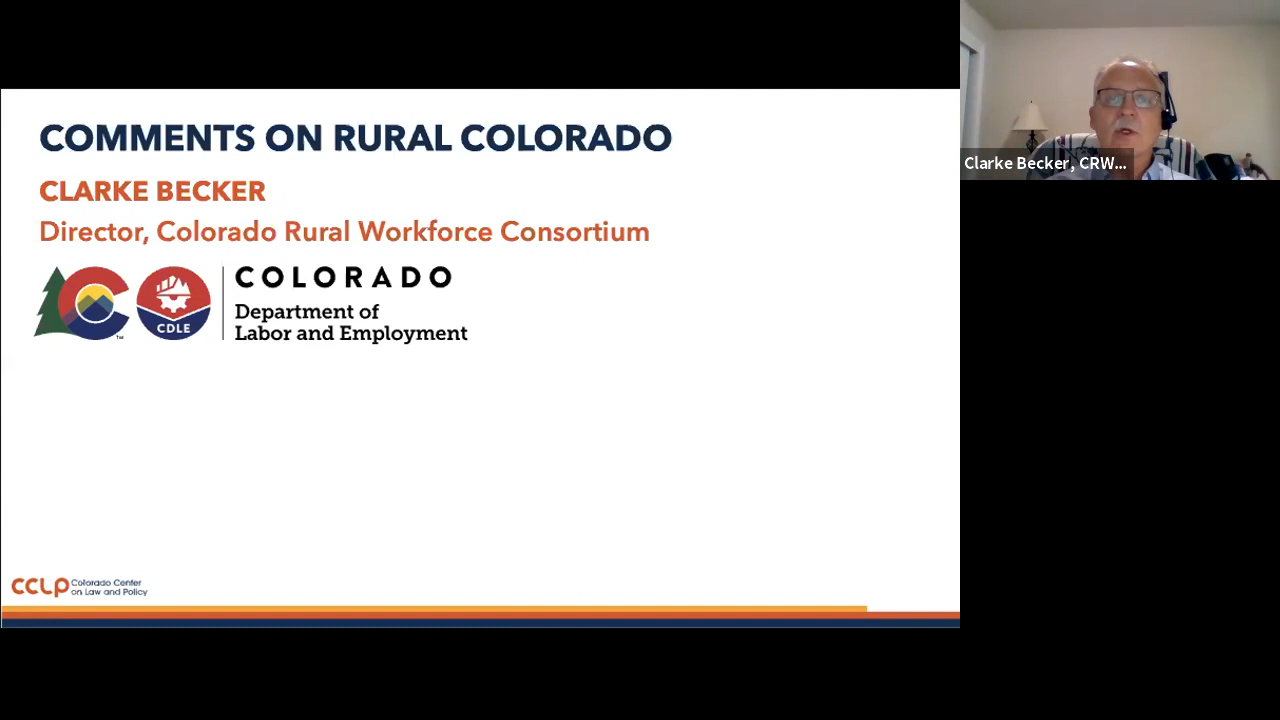 COMMENTS ON RURAL COLORADO
CLARKE BECKER
Director, Colorado Rural Workforce Consortium
CDLE
COLORADO
Department of
Labor and Employment
CCLP
Colorado Center
on Law and Policy
Clarke Becker, CRW...